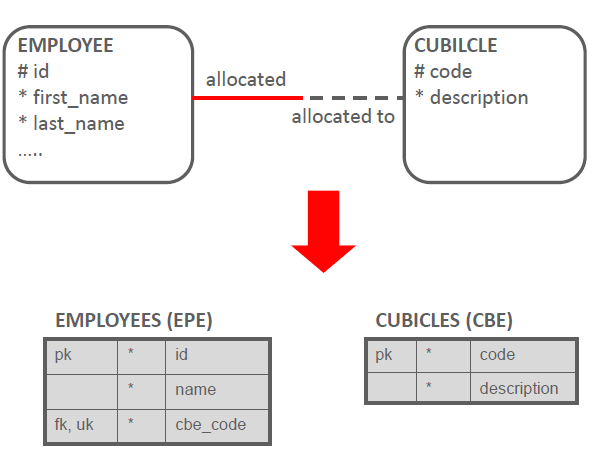 EMPLOYEE
# id
* first_name
* last_name
…..
allocated
allocated to
CUBILCLE
# code
* description
EMPLOYEES (EPE)
pk * id
* name
fk, uk * cbe_code
CUBICLES (CBE)
pk * code
* description